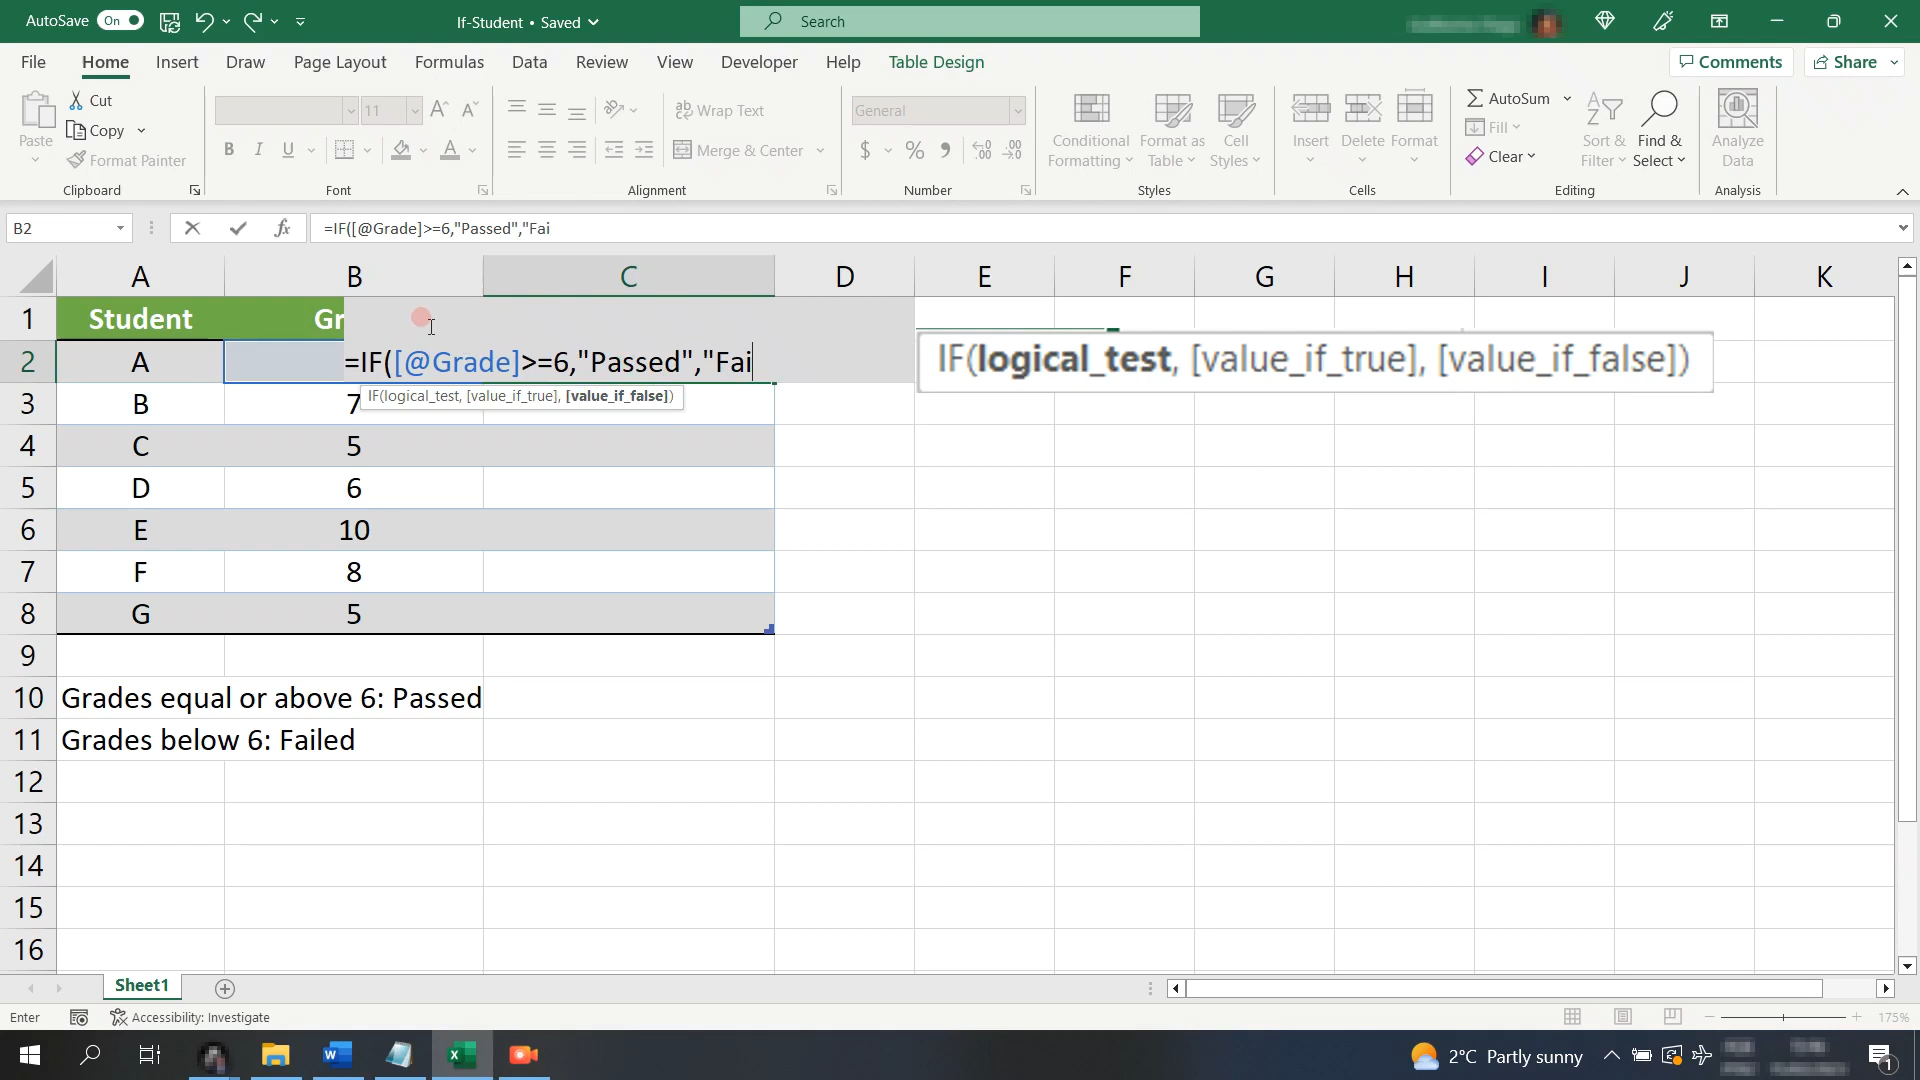 AutoSave On If-Student • Saved Search
File Home Insert Draw Page Layout Formulas Data Review View Developer Help Table Design Comments Share
Paste Cut Copy Format Painter
Clipboard
11
B I U A A
Font
ab Wrap Text
Merge & Center
Alignment
General
$ % 9
Number
Conditional Formatting Format as Table Cell Styles
Styles
Insert Delete Format
Cells
AutoSum Fill Clear
Sort & Filter Find & Select
Editing
Analyze Data
Analysis
B2 fx =IF([@Grade]>=6,"Passed","Fai
A B C D E F G H I J K
1 Student Gr
2 A =IF([@Grade]>=6,"Passed","Fai
IF(logical_test, [value_if_true], [value_if_false])
IF(logical_test, [value_if_true], [value_if_false])
3 B 7
4 C 5
5 D 6
6 E 10
7 F 8
8 G 5
9
10 Grades equal or above 6: Passed
11 Grades below 6: Failed
12
13
14
15
16
Sheet1
Enter Accessibility: Investigate 175%
2°C Partly sunny 1